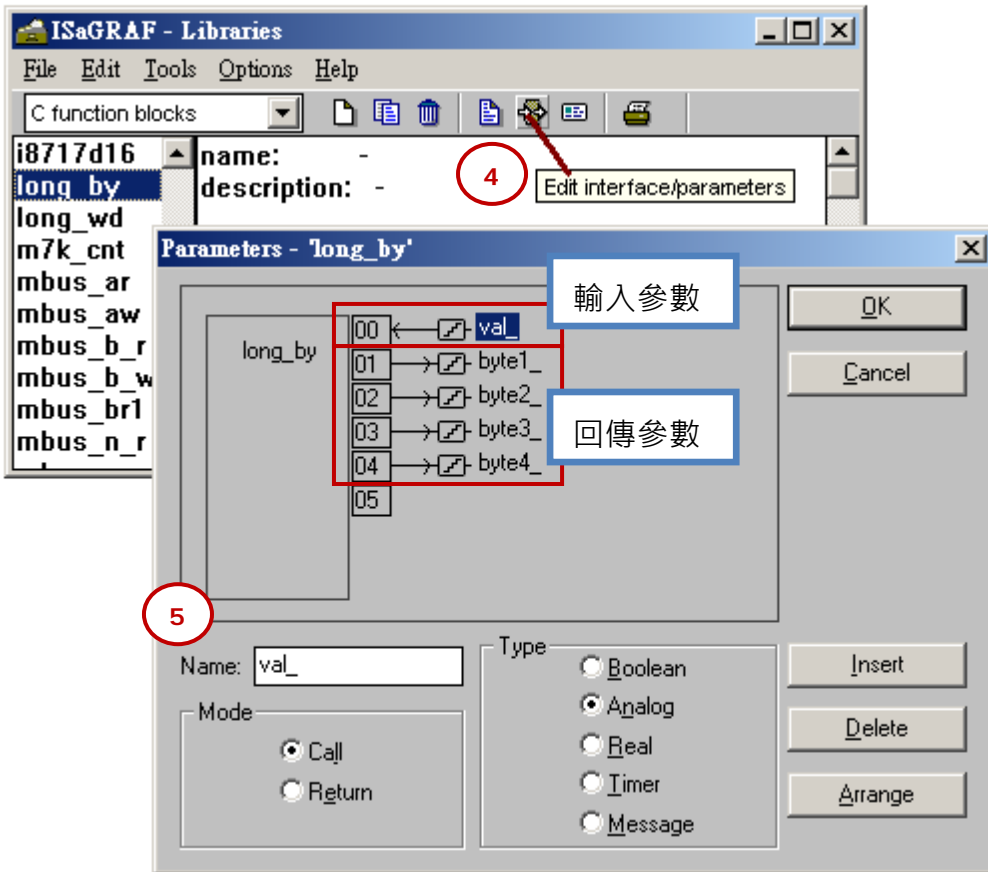 ISaGRAF - Libraries
File Edit Tools Options Help
C function blocks
i8717d16
long_by
long_wd
m7k_cnt
mbus_ar
mbus_aw
mbus_b_r
mbus_b_w
mbus_br1
mbus_n_r
name: -
description: -
4
Edit interface/parameters
Parameters - 'long_by'
long_by
00 val_
01 byte1_
02 byte2_
03 byte3_
04 byte4_
05
輸入參數
回傳參數
OK
Cancel
5
Name: val_
Mode
Call
Return
Type
Boolean
Analog
Real
Timer
Message
Insert
Delete
Arrange